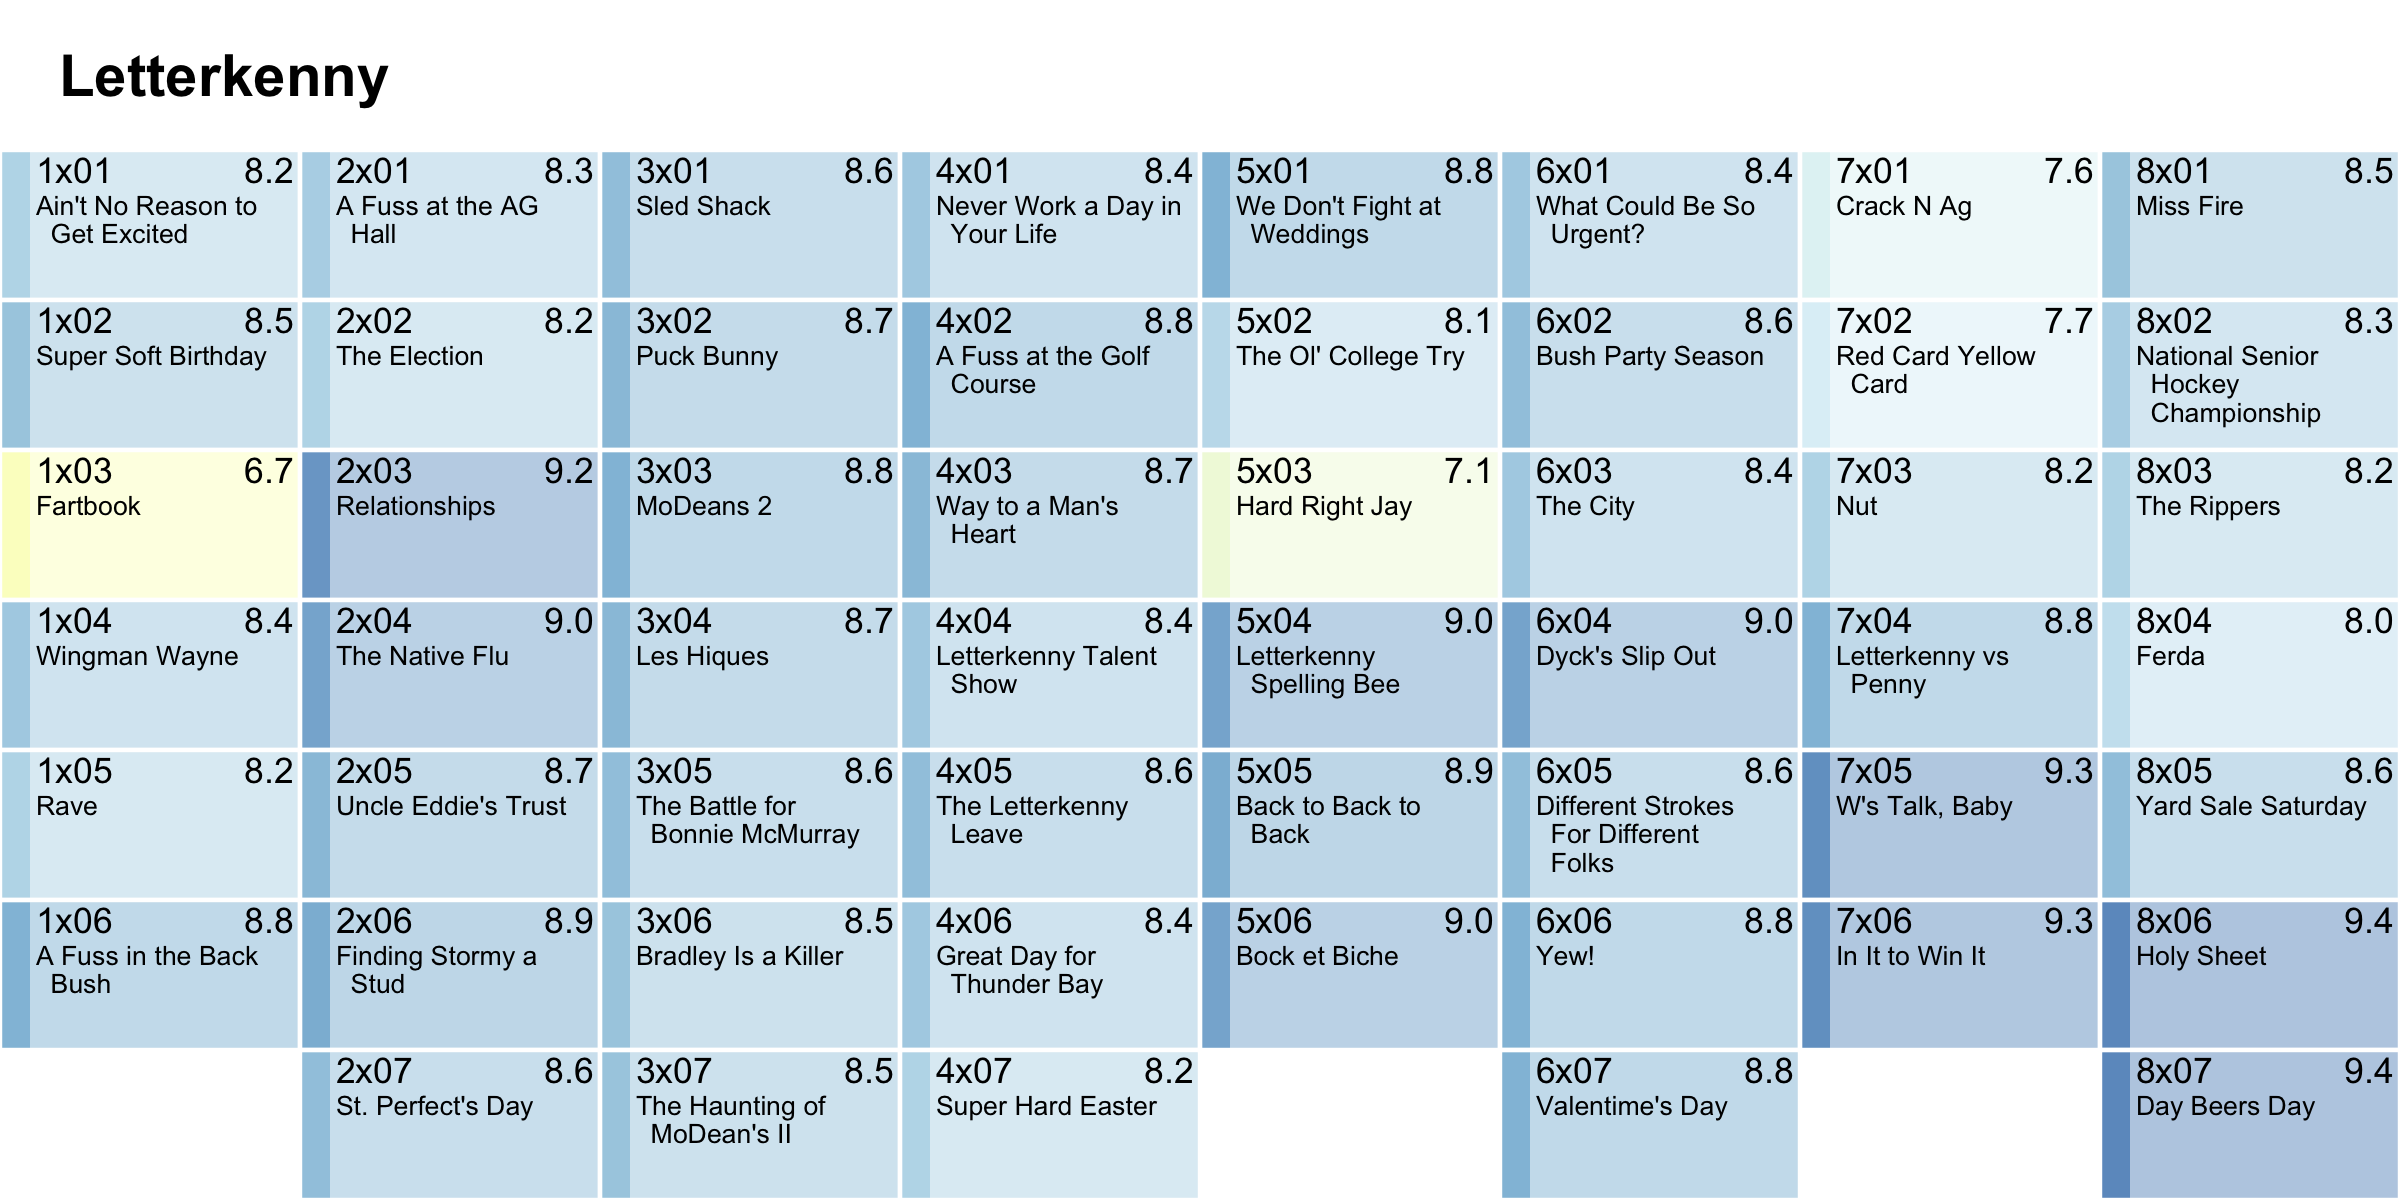 Letterkenny
1x01 8.2
Ain't No Reason to
Get Excited
2x01 8.3
A Fuss at the AG
Hall
3x01 8.6
Sled Shack
4x01 8.4
Never Work a Day in
Your Life
5x01 8.8
We Don't Fight at
Weddings
6x01 8.4
What Could Be So
Urgent?
7x01 7.6
Crack N Ag
8x01 8.5
Miss Fire
1x02 8.5
Super Soft Birthday
2x02 8.2
The Election
3x02 8.7
Puck Bunny
4x02 8.8
A Fuss at the Golf
Course
5x02 8.1
The Ol' College Try
6x02 8.6
Bush Party Season
7x02 7.7
Red Card Yellow
Card
8x02 8.3
National Senior
Hockey
Championship
1x03 6.7
Fartbook
2x03 9.2
Relationships
3x03 8.8
MoDeans 2
4x03 8.7
Way to a Man's
Heart
5x03 7.1
Hard Right Jay
6x03 8.4
The City
7x03 8.2
Nut
8x03 8.2
The Rippers
1x04 8.4
Wingman Wayne
2x04 9.0
The Native Flu
3x04 8.7
Les Hiques
4x04 8.4
Letterkenny Talent
Show
5x04 9.0
Letterkenny
Spelling Bee
6x04 9.0
Dyck's Slip Out
7x04 8.8
Letterkenny vs
Penny
8x04 8.0
Ferda
1x05 8.2
Rave
2x05 8.7
Uncle Eddie's Trust
3x05 8.6
The Battle for
Bonnie McMurray
4x05 8.6
The Letterkenny
Leave
5x05 8.9
Back to Back to
Back
6x05 8.6
Different Strokes
For Different
Folks
7x05 9.3
W's Talk, Baby
8x05 8.6
Yard Sale Saturday
1x06 8.8
A Fuss in the Back
Bush
2x06 8.9
Finding Stormy a
Stud
3x06 8.5
Bradley Is a Killer
4x06 8.4
Great Day for
Thunder Bay
5x06 9.0
Bock et Biche
6x06 8.8
Yew!
7x06 9.3
In It to Win It
8x06 9.4
Holy Sheet
2x07 8.6
St. Perfect's Day
3x07 8.5
The Haunting of
MoDean's II
4x07 8.2
Super Hard Easter
6x07 8.8
Valentime's Day
8x07 9.4
Day Beers Day